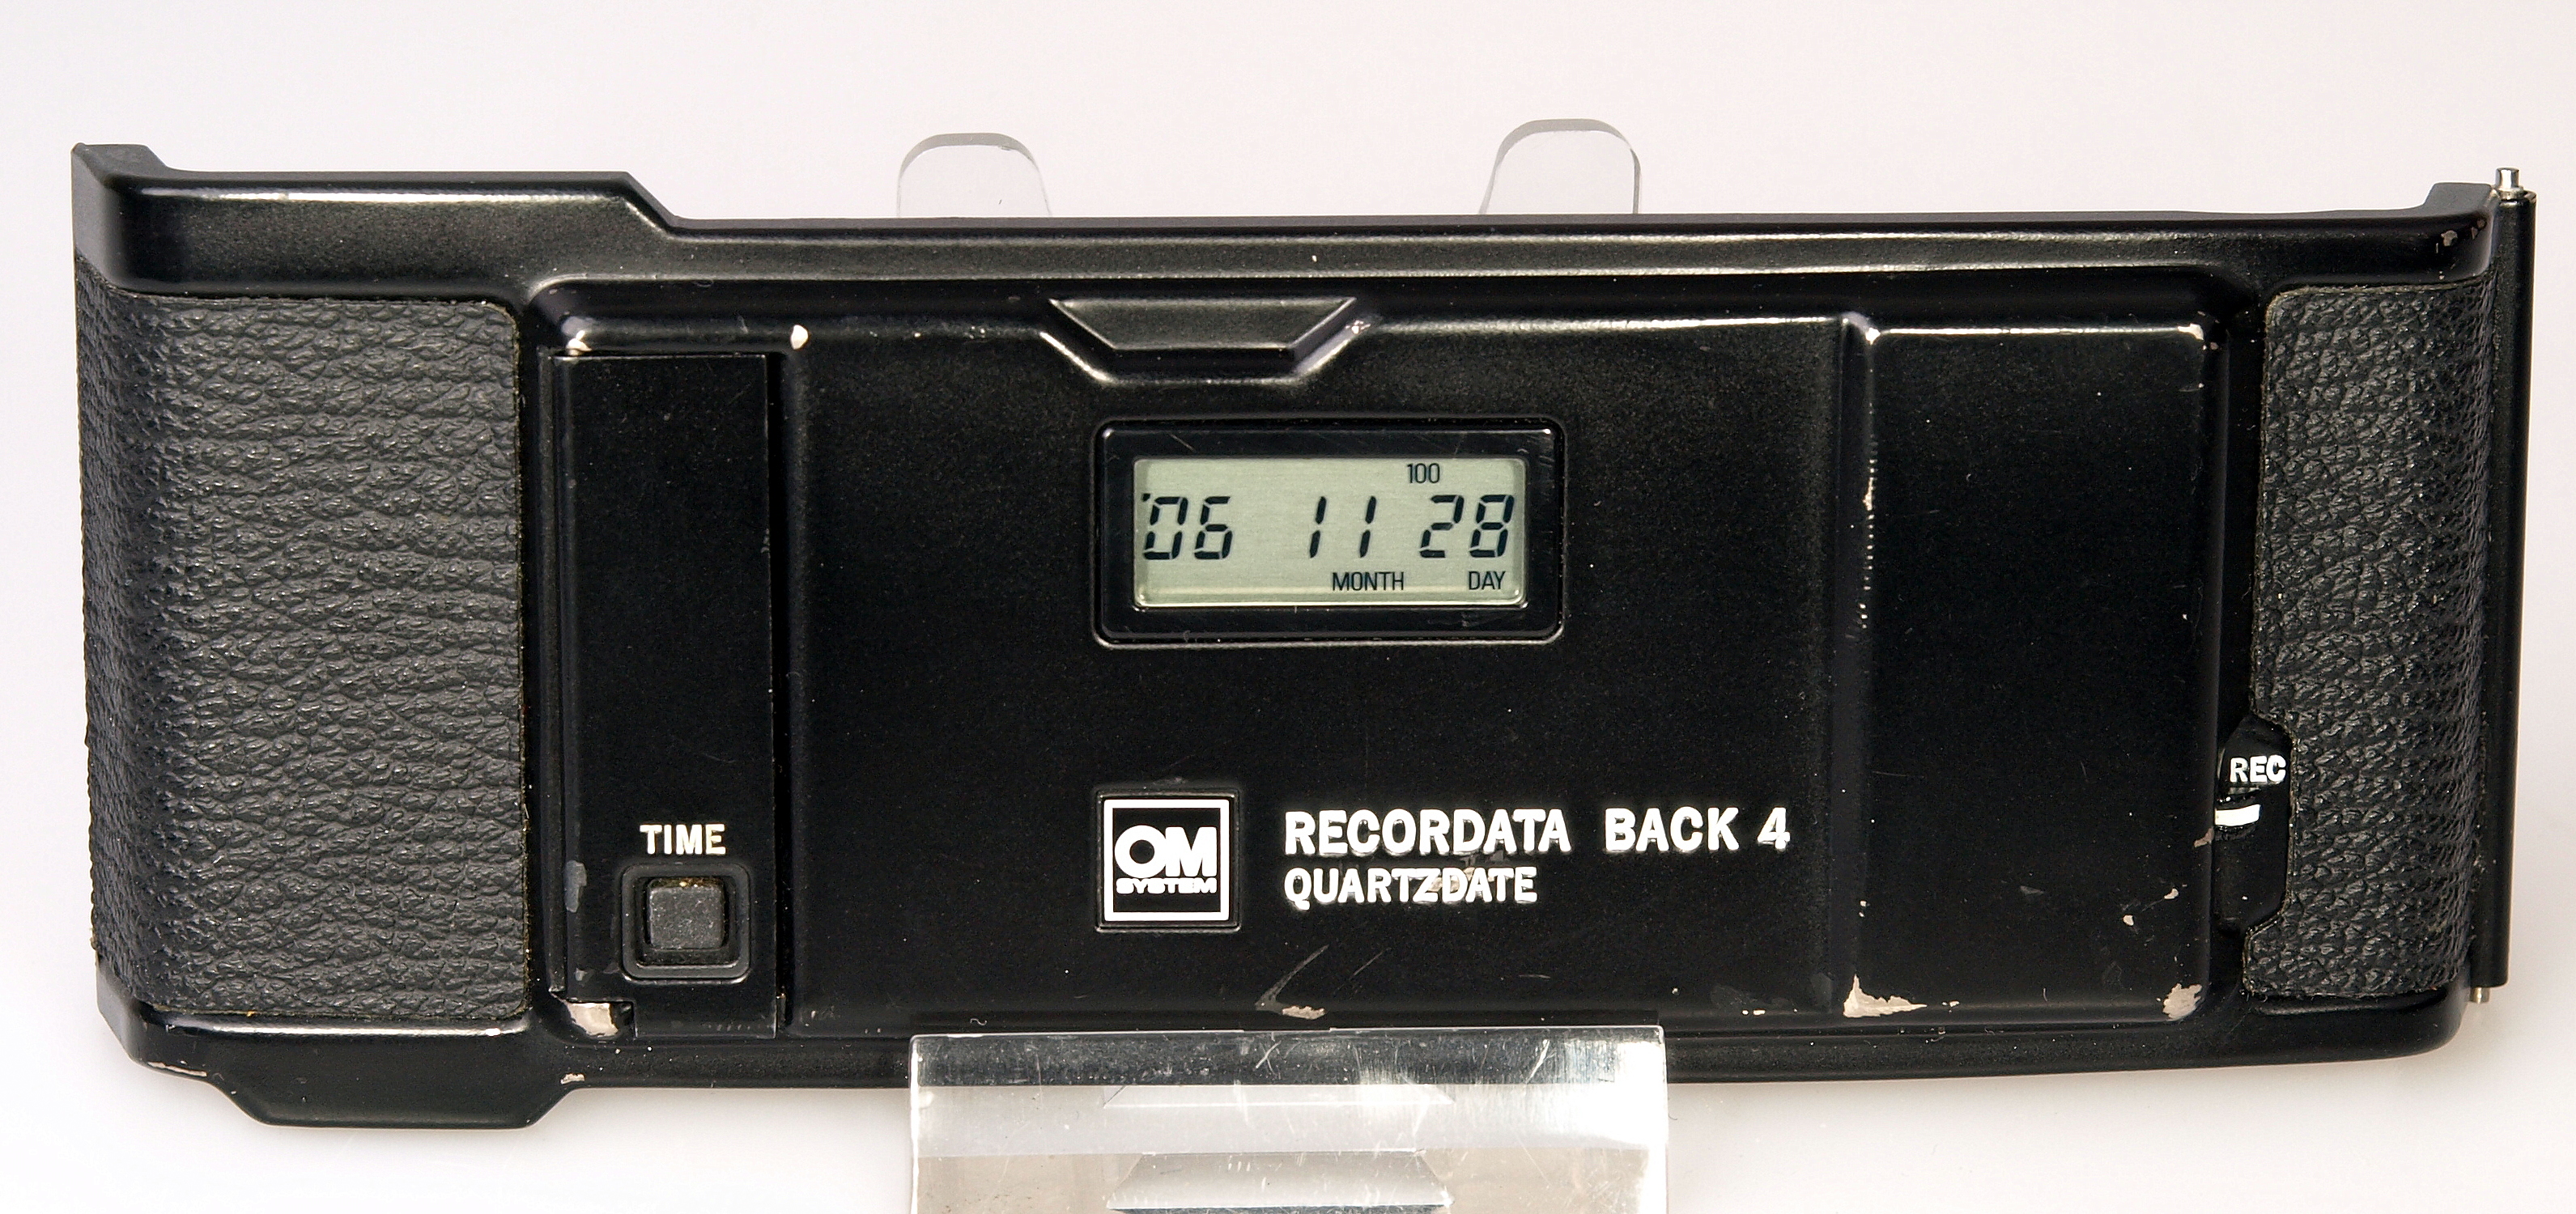 100
'06 11 28
MONTH DAY
REC
TIME
OM
SYSTEM
RECORDATA BACK 4
QUARTZDATE